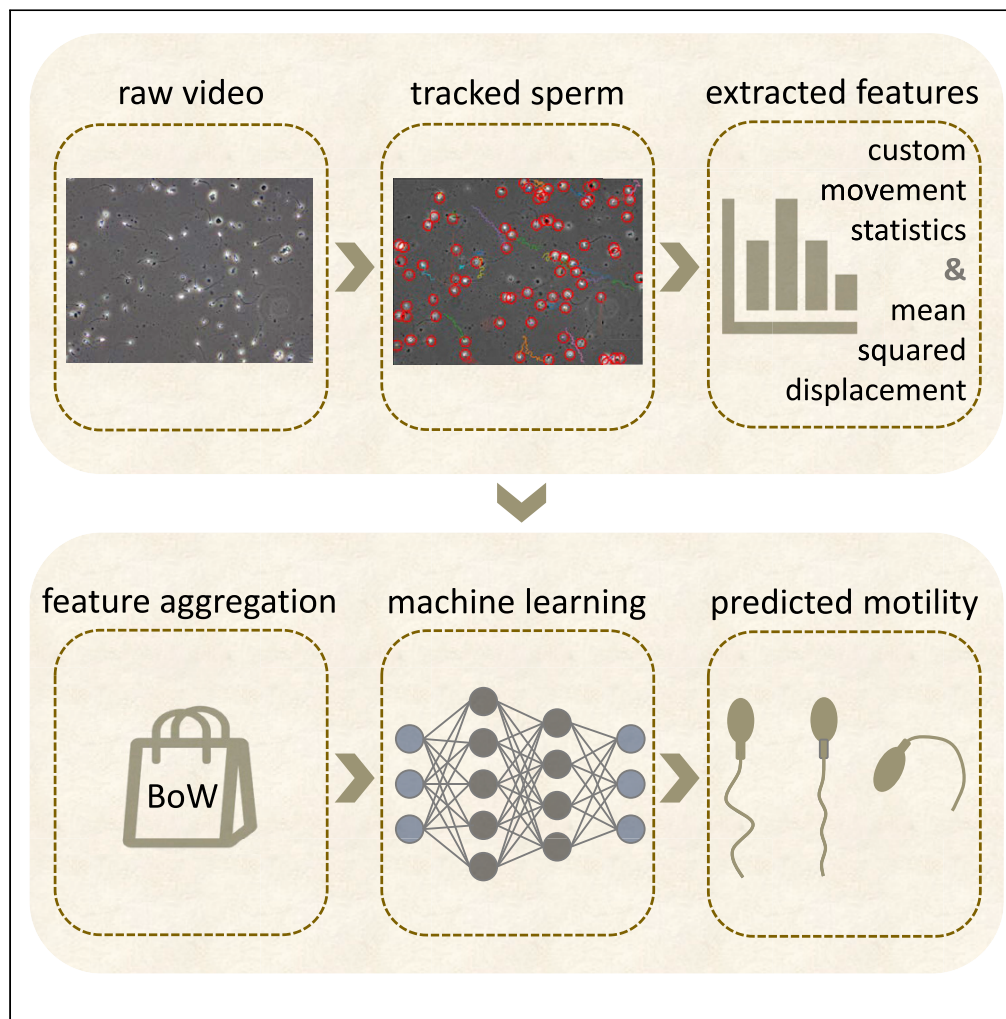 raw video
tracked sperm
extracted features
custom
movement
statistics
&
mean
squared
displacement
feature aggregation
machine learning
predicted motility
BoW